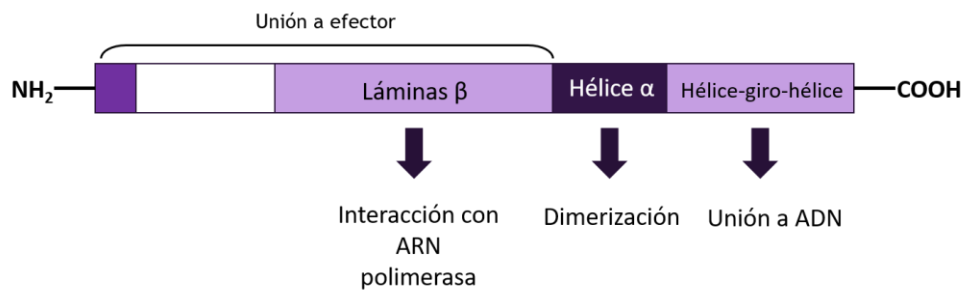 Unión a efector
NH₂
Láminas β
Hélice α
Hélice-giro-hélice
COOH
Interacción con
ARN
polimerasa
Dimerización
Unión a ADN